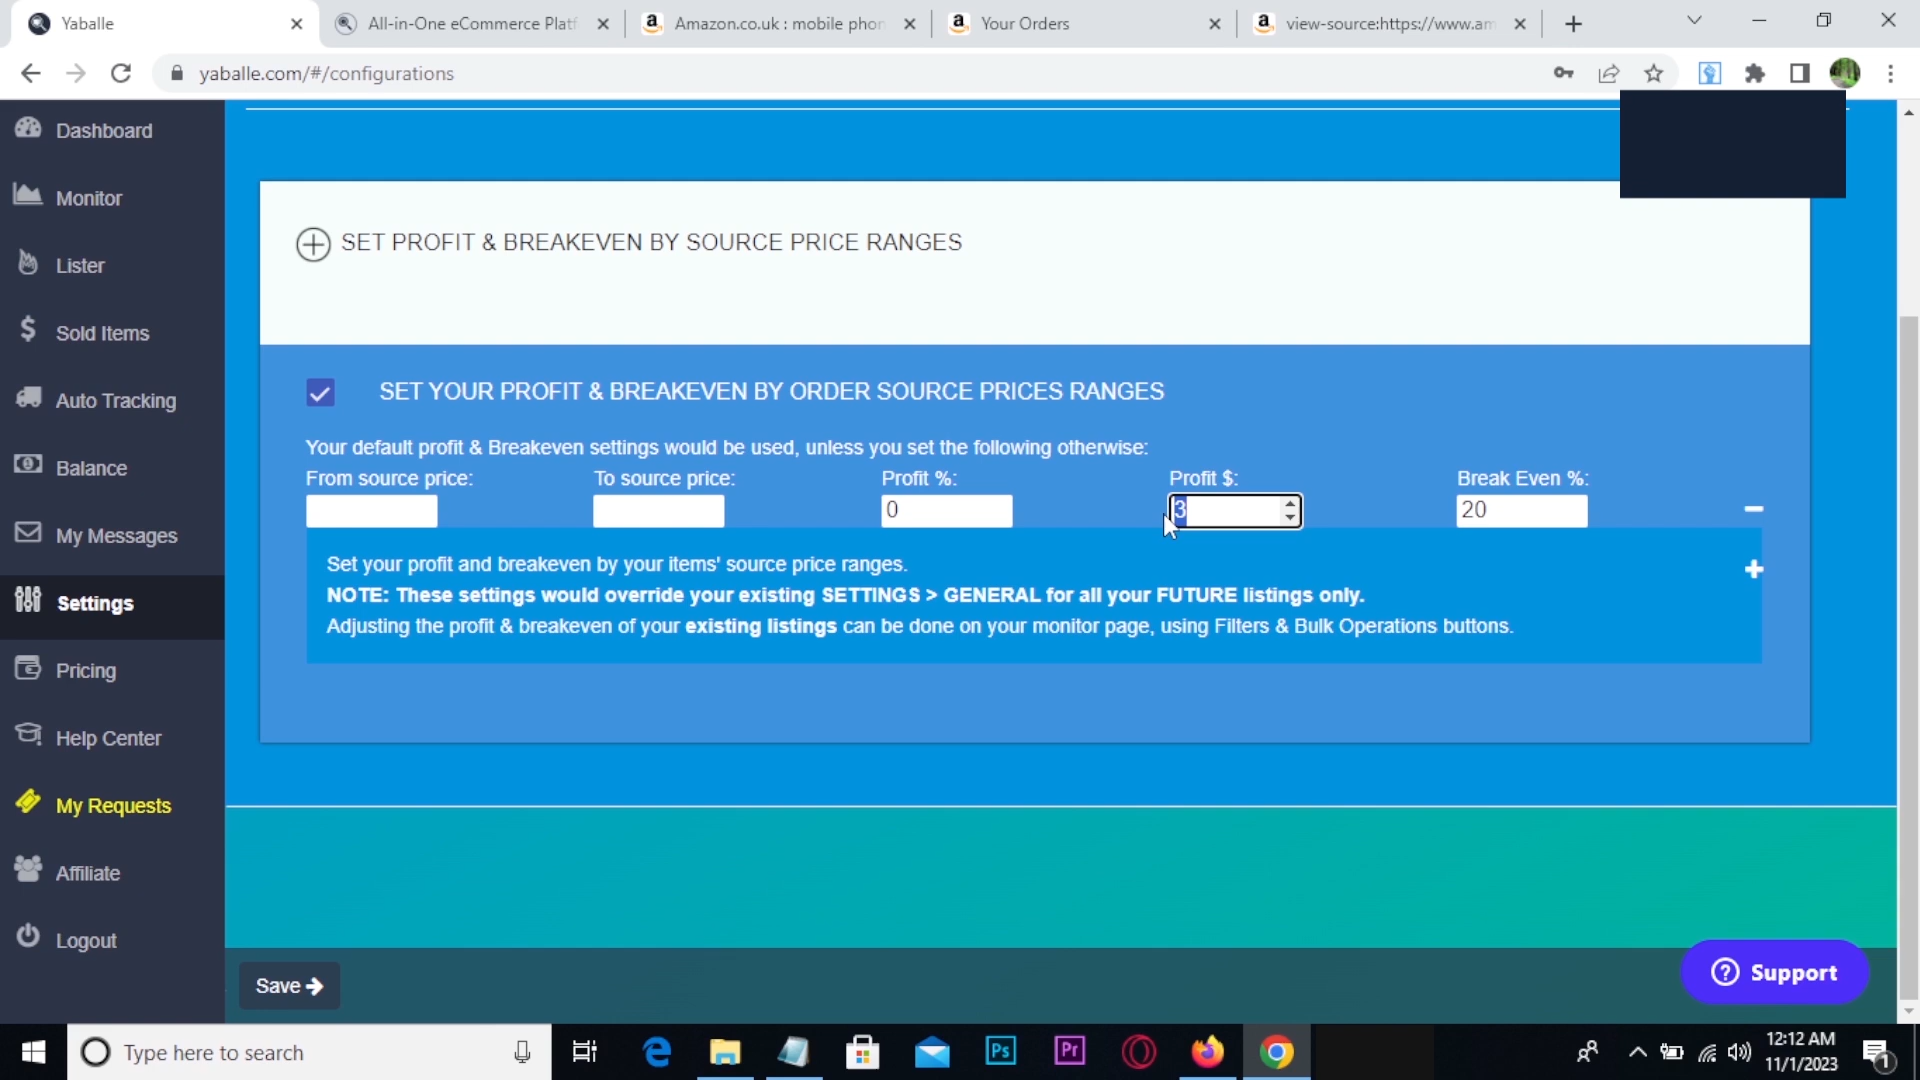 Yaballe
All-in-One eCommerce Platf
Amazon.co.uk : mobile phon
Your Orders
view-source:https://www.am
yaballe.com/#/configurations
Dashboard
Monitor
Lister
Sold Items
Auto Tracking
Balance
My Messages
Settings
Pricing
Help Center
My Requests
Affiliate
Logout
SET PROFIT & BREAKEVEN BY SOURCE PRICE RANGES
SET YOUR PROFIT & BREAKEVEN BY ORDER SOURCE PRICES RANGES
Your default profit & Breakeven settings would be used, unless you set the following otherwise:
From source price: To source price: Profit %: Profit $: Break Even %:
0 3 20
Set your profit and breakeven by your items' source price ranges.
NOTE: These settings would override your existing SETTINGS > GENERAL for all your FUTURE listings only.
Adjusting the profit & breakeven of your existing listings can be done on your monitor page, using Filters & Bulk Operations buttons.
Save
Support
Type here to search
Ps
Pr
12:12 AM
11/1/2023
1